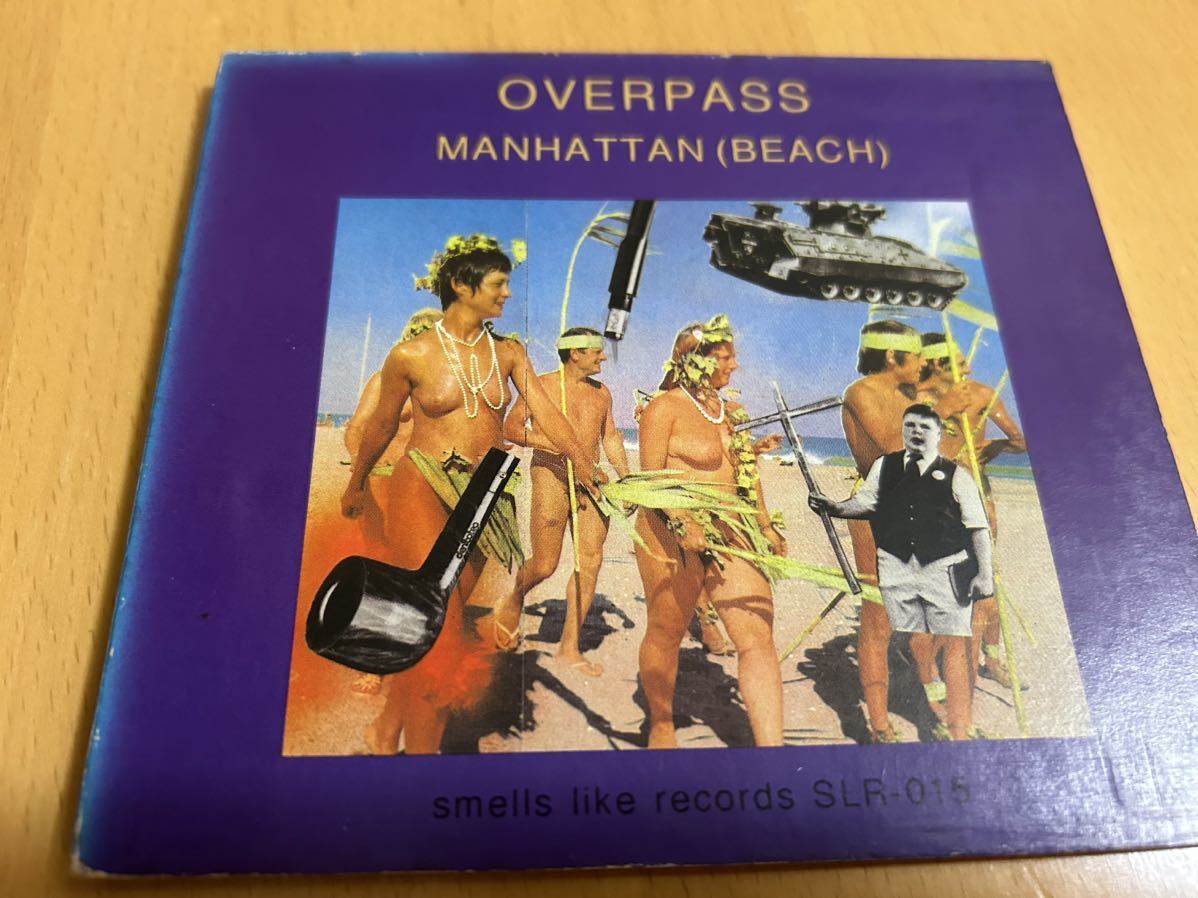 OVERPASS
MANHATTAN (BEACH)
smells like records SLR-015